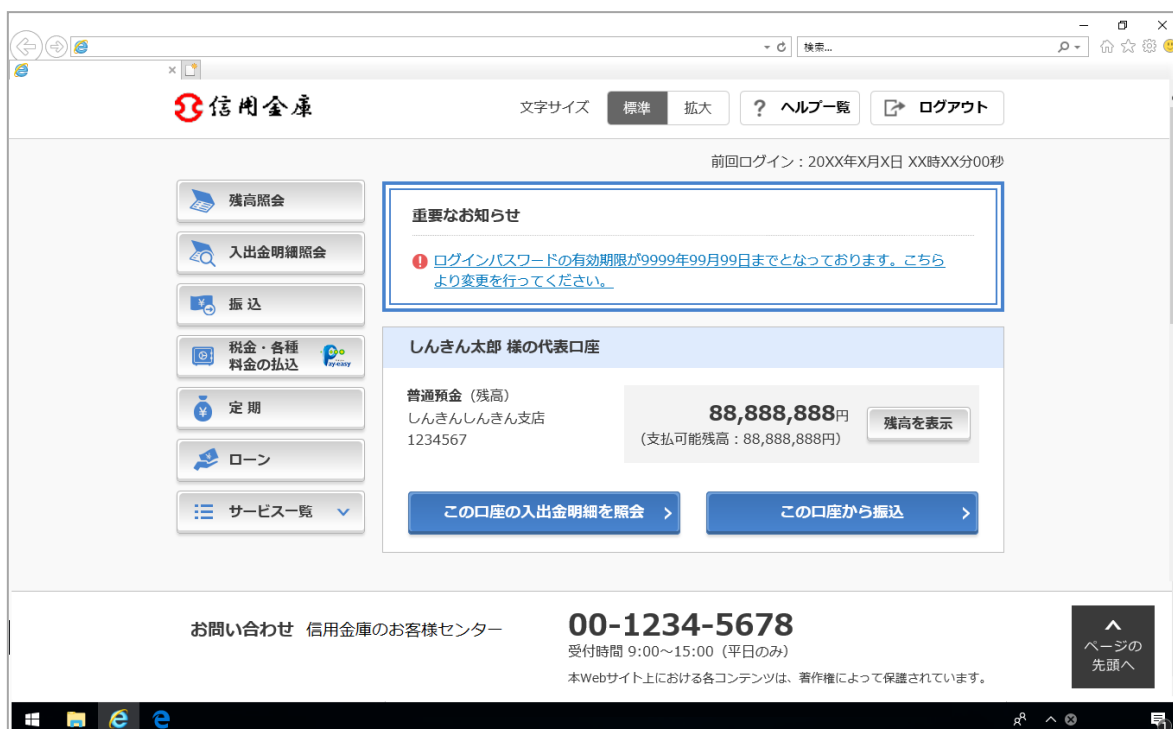 検索...
信用金庫
文字サイズ 標準 拡大 ? ヘルプ一覧 ログアウト
前回ログイン：20XX年X月X日 XX時XX分00秒
残高照会
入出金明細照会
振込
税金・各種
料金の払込
Pay-easy
定期
ローン
サービス一覧
重要なお知らせ
ログインパスワードの有効期限が9999年99月99日までとなっております。こちら
より変更を行ってください。
しんきん太郎 様の代表口座
普通預金（残高）
しんきんしんきん支店
1234567
88,888,888円
（支払可能残高：88,888,888円）
残高を表示
この口座の入出金明細を照会
この口座から振込
お問い合わせ 信用金庫のお客様センター
00-1234-5678
受付時間 9:00～15:00（平日のみ）
本Webサイト上における各コンテンツは、著作権によって保護されています。
ページの
先頭へ
1